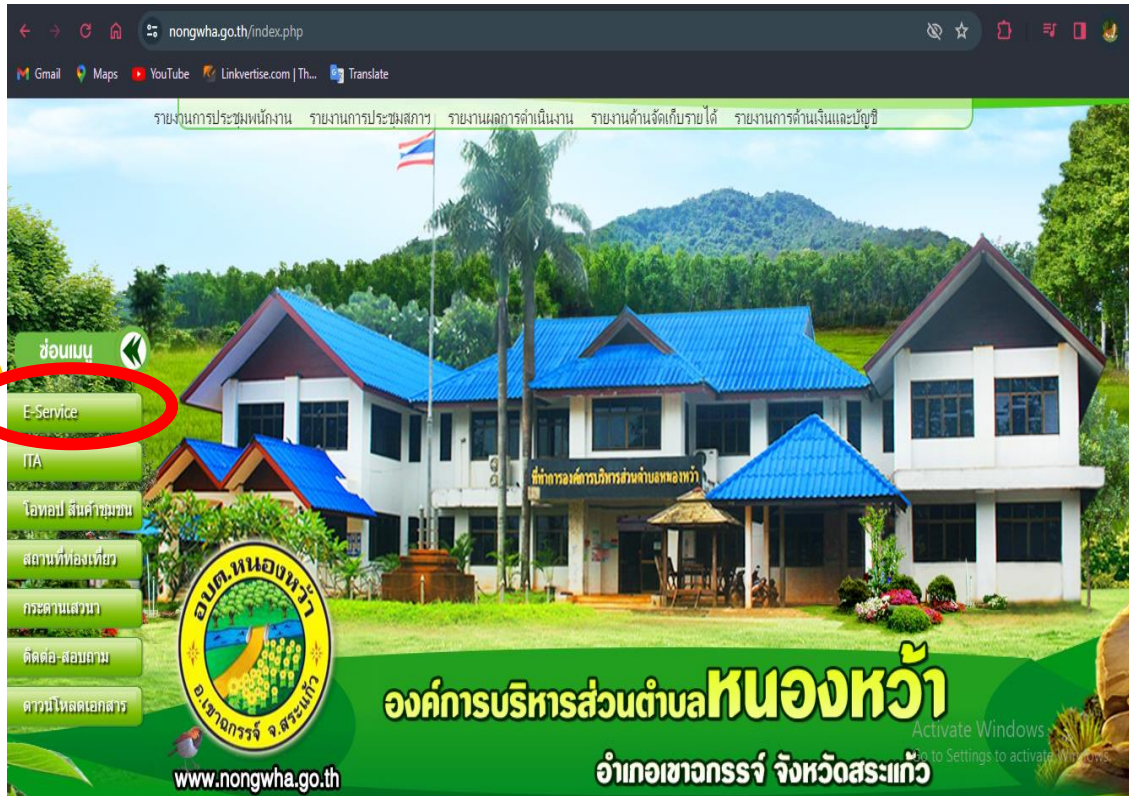 nongwha.go.th/index.php
Gmail Maps YouTube Linkvertise.com | Th... Translate
รายงานการประชุมพนักงาน รายงานการประชุมสภาฯ รายงานผลการดำเนินงาน รายงานด้านจัดเก็บรายได้ รายงานการด้านเงินและบัญชี
ซ่อนเมนู
E-Service
ITA
โอทอป สินค้าชุมชน
สถานที่ท่องเที่ยว
กระดานเสวนา
ติดต่อ-สอบถาม
ดาวน์โหลดเอกสาร
ที่ทำการองค์การบริหารส่วนตำบลหนองหว้า
อบต.หนองหว้า
อ.เขาฉกรรจ์ จ.สระแก้ว
www.nongwha.go.th
องค์การบริหารส่วนตำบลหนองหว้า
อำเภอเขาฉกรรจ์ จังหวัดสระแก้ว
Activate Windows
Go to Settings to activate Windows.